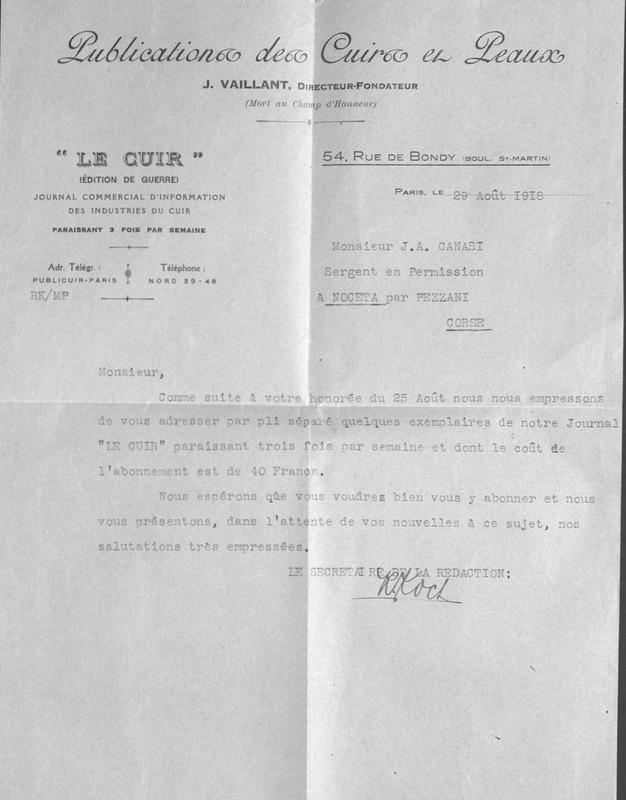 Publications des Cuirs et Peaux
J. VAILLANT, DIRECTEUR-FONDATEUR
(Mort au Champ d'Honneur)
"LE CUIR"
(ÉDITION DE GUERRE)
JOURNAL COMMERCIAL D'INFORMATION
DES INDUSTRIES DU CUIR
PARAISSANT 3 FOIS PAR SEMAINE
Adr. Télégr. :
PUBLICUIR-PARIS
Téléphone :
NORD 39-48
RK/MP
54, RUE DE BONDY (BOUL. ST-MARTIN)
PARIS, LE 29 Août 1918
Monsieur J.A. CANASI
Sergent en Permission
A NOCETA par PEZZANI
CORSE
Monsieur,
Comme suite à votre honorée du 25 Août nous nous empressons
de vous adresser par pli séparé quelques exemplaires de notre Journal
"LE CUIR" paraissant trois fois par semaine et dont le coût de
l'abonnement est de 40 Francs.
Nous espérons que vous voudrez bien vous y abonner et nous
vous présentons, dans l'attente de vos nouvelles à ce sujet, nos
salutations très empressées.
LE SECRETAIRE DE LA REDACTION:
R Koch